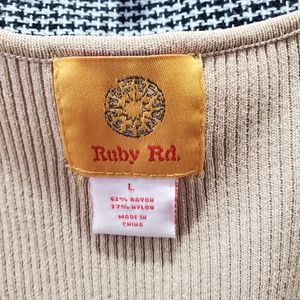 Ruby Rd.
L
63% RAYON
37% NYLON
MADE IN
CHINA